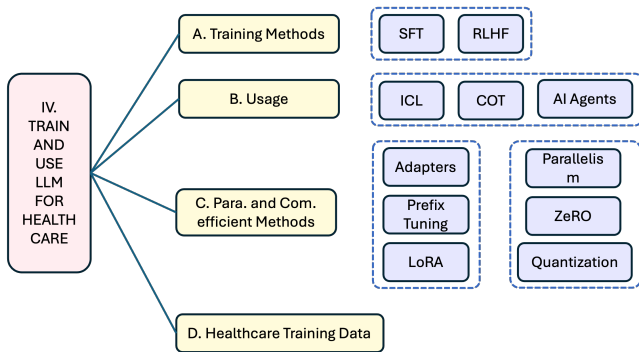 IV.
TRAIN
AND
USE
LLM
FOR
HEALTH
CARE
A. Training Methods
SFT
RLHF
B. Usage
ICL
COT
AI Agents
C. Para. and Com.
efficient Methods
Adapters
Prefix
Tuning
LoRA
Parallelis
m
ZeRO
Quantization
D. Healthcare Training Data